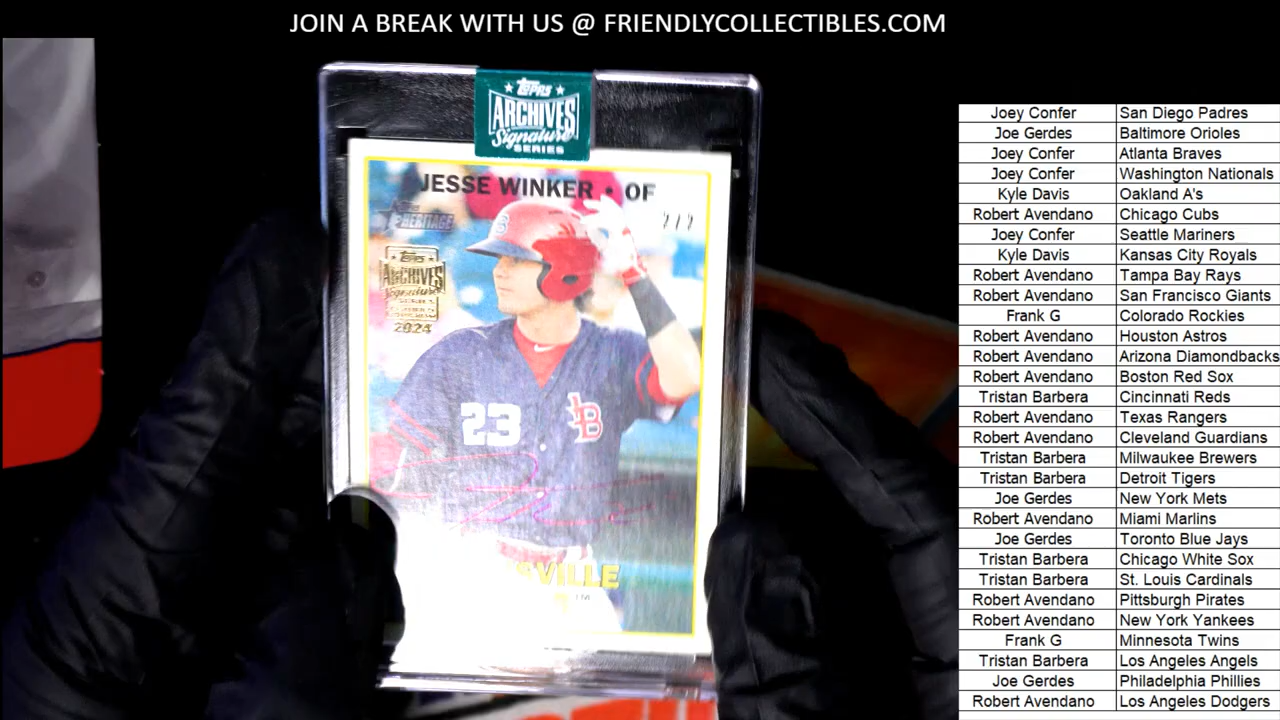 JOIN A BREAK WITH US @ FRIENDLYCOLLECTIBLES.COM
TOPPS
ARCHIVES
Signature
SERIES
JESSE WINKER • OF
Topps
HERITAGE
Topps
ARCHIVES
Signature
2024
23
B
SVILLE
TM
Joey Confer San Diego Padres
Joe Gerdes Baltimore Orioles
Joey Confer Atlanta Braves
Joey Confer Washington Nationals
Kyle Davis Oakland A's
Robert Avendano Chicago Cubs
Joey Confer Seattle Mariners
Kyle Davis Kansas City Royals
Robert Avendano Tampa Bay Rays
Robert Avendano San Francisco Giants
Frank G Colorado Rockies
Robert Avendano Houston Astros
Robert Avendano Arizona Diamondbacks
Robert Avendano Boston Red Sox
Tristan Barbera Cincinnati Reds
Robert Avendano Texas Rangers
Robert Avendano Cleveland Guardians
Tristan Barbera Milwaukee Brewers
Tristan Barbera Detroit Tigers
Joe Gerdes New York Mets
Robert Avendano Miami Marlins
Joe Gerdes Toronto Blue Jays
Tristan Barbera Chicago White Sox
Tristan Barbera St. Louis Cardinals
Robert Avendano Pittsburgh Pirates
Robert Avendano New York Yankees
Frank G Minnesota Twins
Tristan Barbera Los Angeles Angels
Joe Gerdes Philadelphia Phillies
Robert Avendano Los Angeles Dodgers